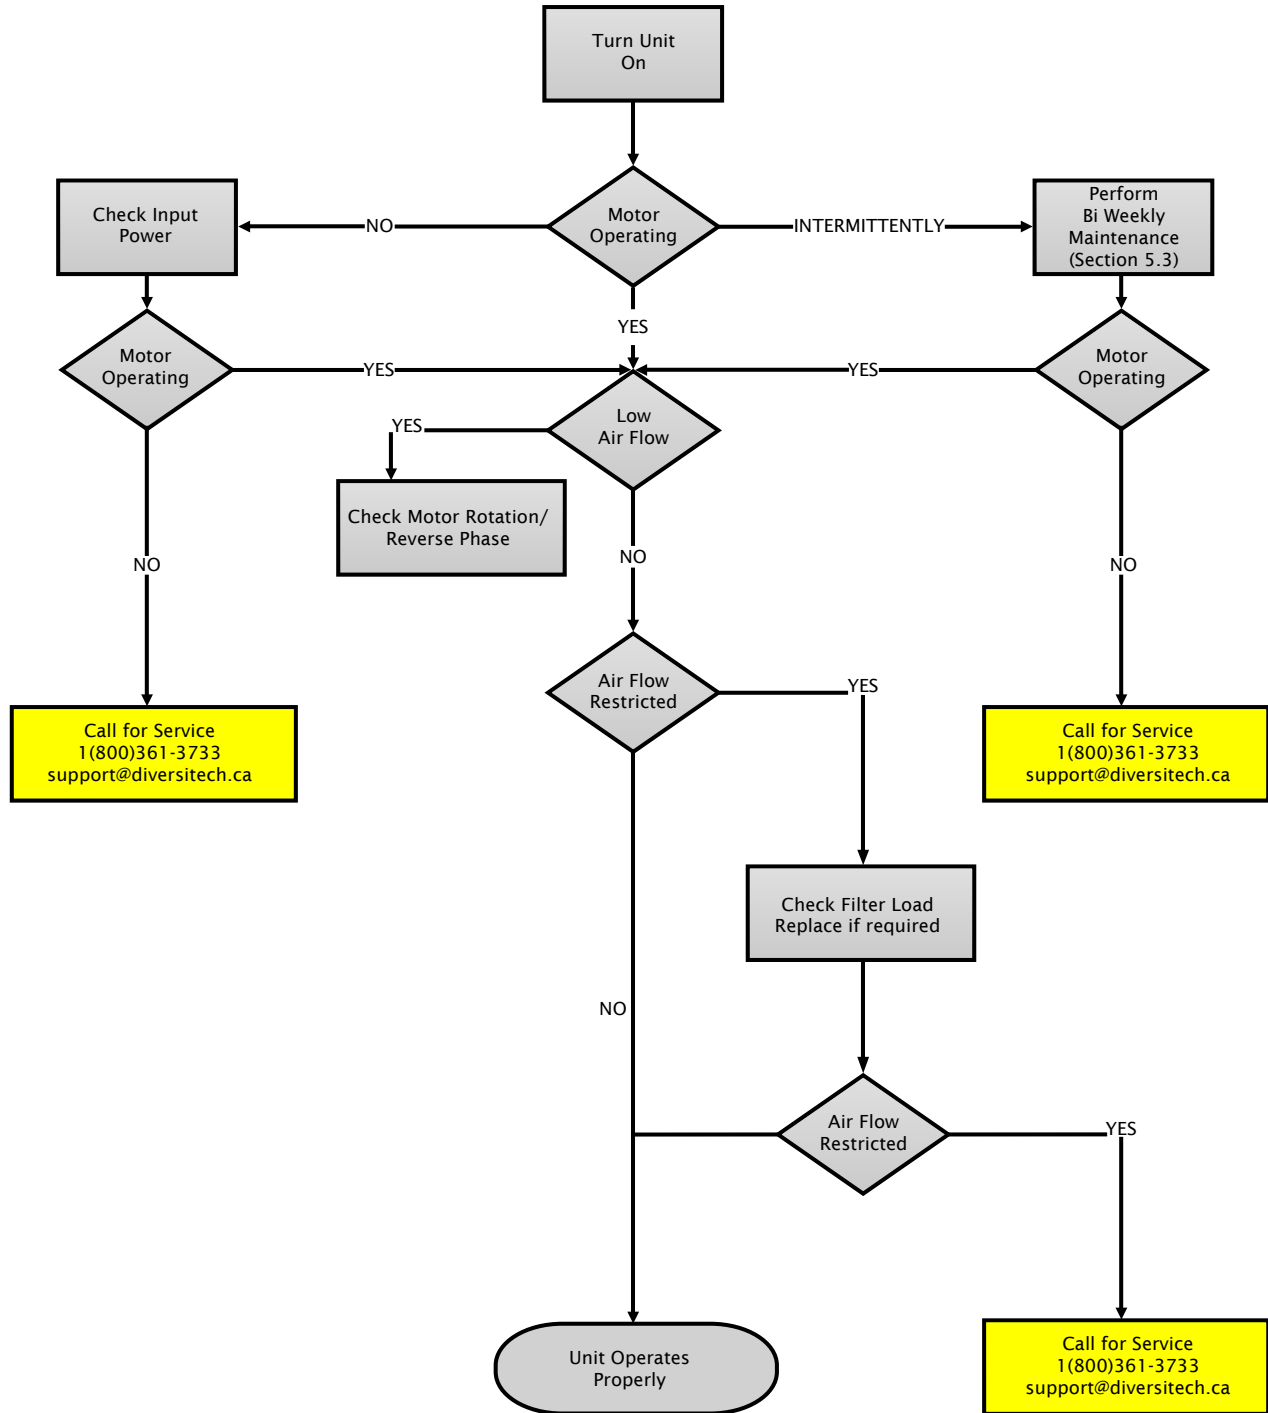 Turn Unit
On
Check Input
Power
NO
Motor
Operating
INTERMITTENTLY
Perform
Bi Weekly
Maintenance
(Section 5.3)
YES
Motor
Operating
YES
YES
Motor
Operating
YES
Low
Air Flow
Check Motor Rotation/
Reverse Phase
NO
NO
NO
Air Flow
Restricted
YES
Call for Service
1(800)361-3733
support@diversitech.ca
Call for Service
1(800)361-3733
support@diversitech.ca
Check Filter Load
Replace if required
NO
Air Flow
Restricted
YES
Unit Operates
Properly
Call for Service
1(800)361-3733
support@diversitech.ca